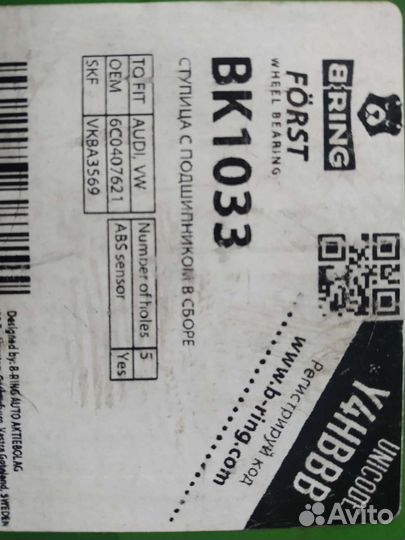 B-RING
FÖRST
WHEEL BEARING
BK1033
СТУПИЦА С ПОДШИПНИКОМ В СБОРЕ
TO FIT AUDI, VW
OEM 6C0407621
SKF VKBA3569
Number of holes 5
ABS sensor Yes
Регистрируй код
www.b-ring.com
UNICODE
Y4HBBB
Designed by: B-RING AUTO AKTIEBOLAG
SWEDEN
Avito